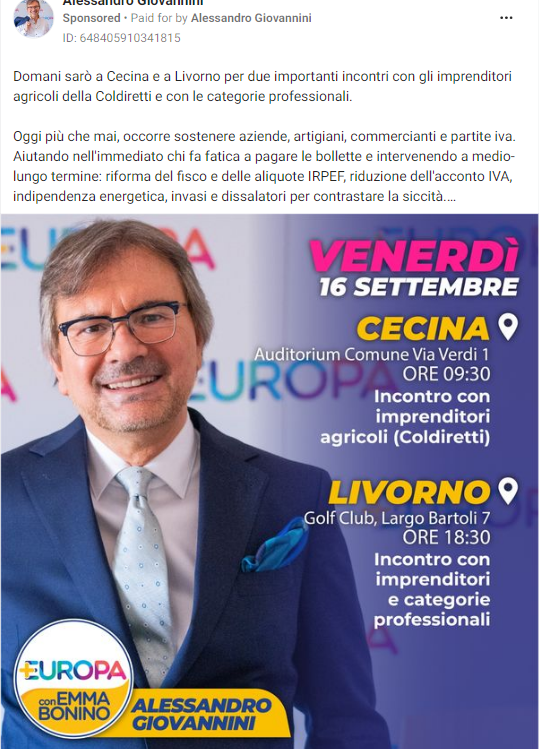 Alessandro Giovannini
Sponsored • Paid for by Alessandro Giovannini
ID: 648405910341815
Domani sarò a Cecina e a Livorno per due importanti incontri con gli imprenditori
agricoli della Coldiretti e con le categorie professionali.
Oggi più che mai, occorre sostenere aziende, artigiani, commercianti e partite iva.
Aiutando nell'immediato chi fa fatica a pagare le bollette e intervenendo a medio-
lungo termine: riforma del fisco e delle aliquote IRPEF, riduzione dell'acconto IVA,
indipendenza energetica, invasi e dissalatori per contrastare la siccità....
EUROPA
VENERDÌ
16 SETTEMBRE
CECINA
Auditorium Comune Via Verdi 1
ORE 09:30
EUROPA
Incontro con
imprenditori
agricoli (Coldiretti)
LIVORNO
Golf Club, Largo Bartoli 7
ORE 18:30
Incontro con
imprenditori
e categorie
professionali
+EUROPA
con EMMA
BONINO
ALESSANDRO
GIOVANNINI